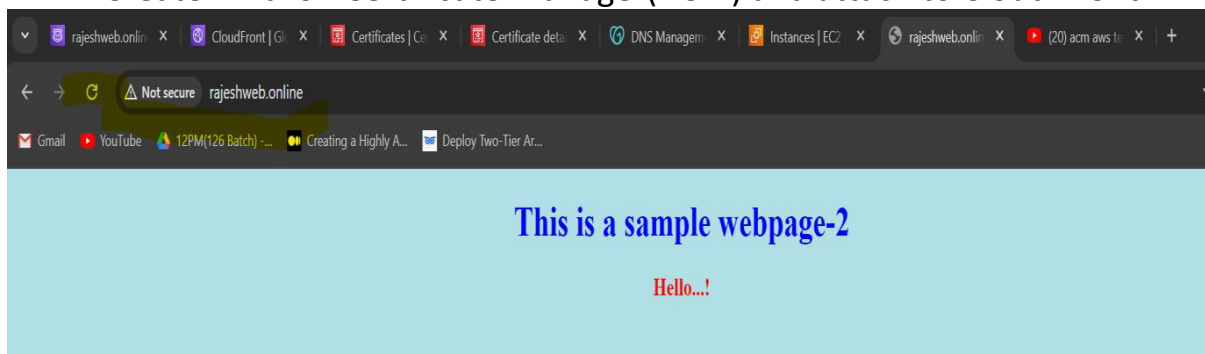 rajeshweb.onlin
CloudFront | Glo
Certificates | Ce
Certificate detai
DNS Managem
Instances | EC2
rajeshweb.onlin
(20) acm aws te
Not secure rajeshweb.online
Gmail YouTube 12PM(126 Batch) -... Creating a Highly A... Deploy Two-Tier Ar...
This is a sample webpage-2
Hello...!